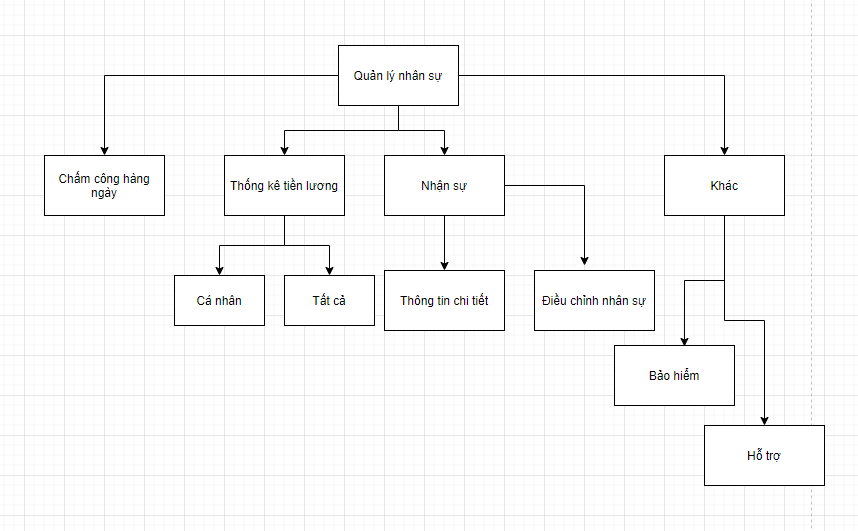 Quản lý nhân sự
Chấm công hàng
ngày
Thống kê tiền lương
Nhận sự
Khác
Cá nhân
Tất cả
Thông tin chi tiết
Điều chỉnh nhân sự
Bảo hiểm
Hỗ trợ